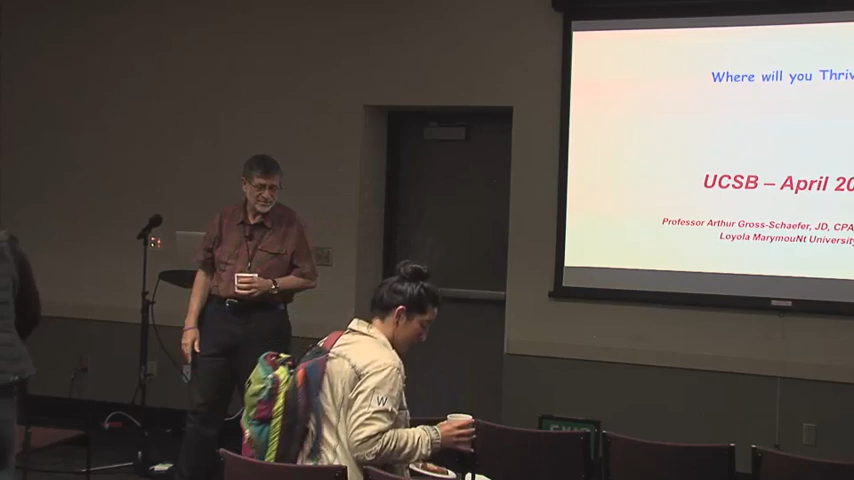 Where will you Thriv
UCSB – April 20
Professor Arthur Gross-Schaefer, JD, CPA
Loyola MarymouNt University
W